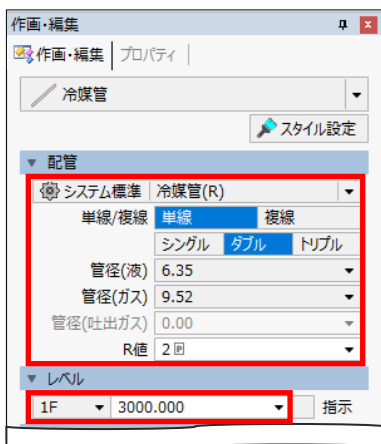 作画・編集
作画・編集 プロパティ
冷媒管
スタイル設定
配管
システム標準 冷媒管(R)
単線/複線 単線 複線
シングル ダブル トリプル
管径(液) 6.35
管径(ガス) 9.52
管径(吐出ガス) 0.00
R値 2 P
レベル
1F 3000.000 指示